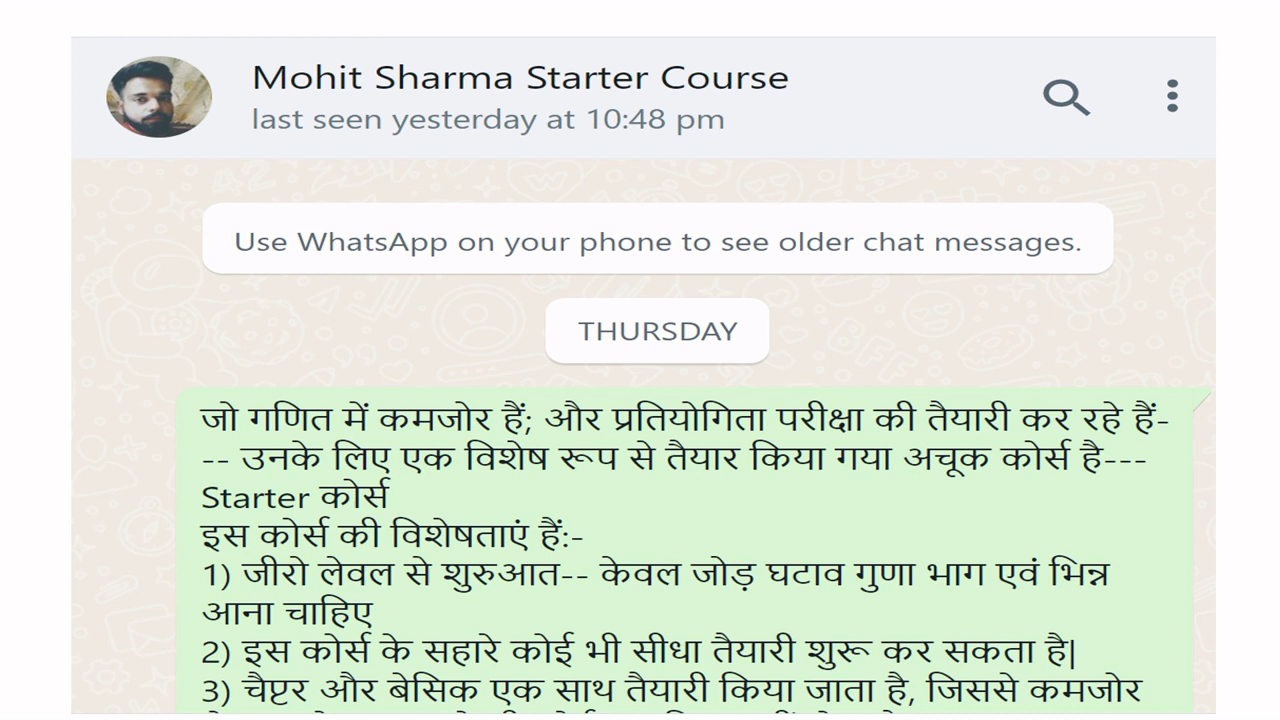 Mohit Sharma Starter Course
last seen yesterday at 10:48 pm
Use WhatsApp on your phone to see older chat messages.
THURSDAY
जो गणित में कमजोर हैं; और प्रतियोगिता परीक्षा की तैयारी कर रहे हैं-
-- उनके लिए एक विशेष रूप से तैयार किया गया अचूक कोर्स है---
Starter कोर्स
इस कोर्स की विशेषताएं हैं:-
1) जीरो लेवल से शुरुआत-- केवल जोड़ घटाव गुणा भाग एवं भिन्न
आना चाहिए
2) इस कोर्स के सहारे कोई भी सीधा तैयारी शुरू कर सकता है|
3) चैप्टर और बेसिक एक साथ तैयारी किया जाता है, जिससे कमजोर